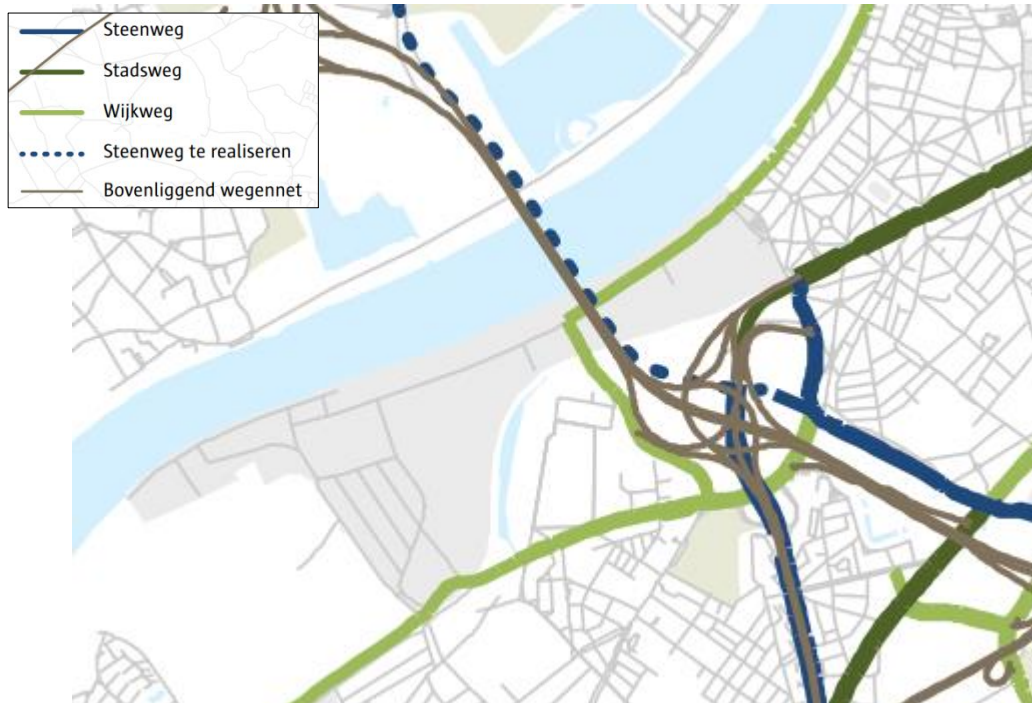 Steenweg
Stadsweg
Wijkweg
Steenweg te realiseren
Bovenliggend wegennet